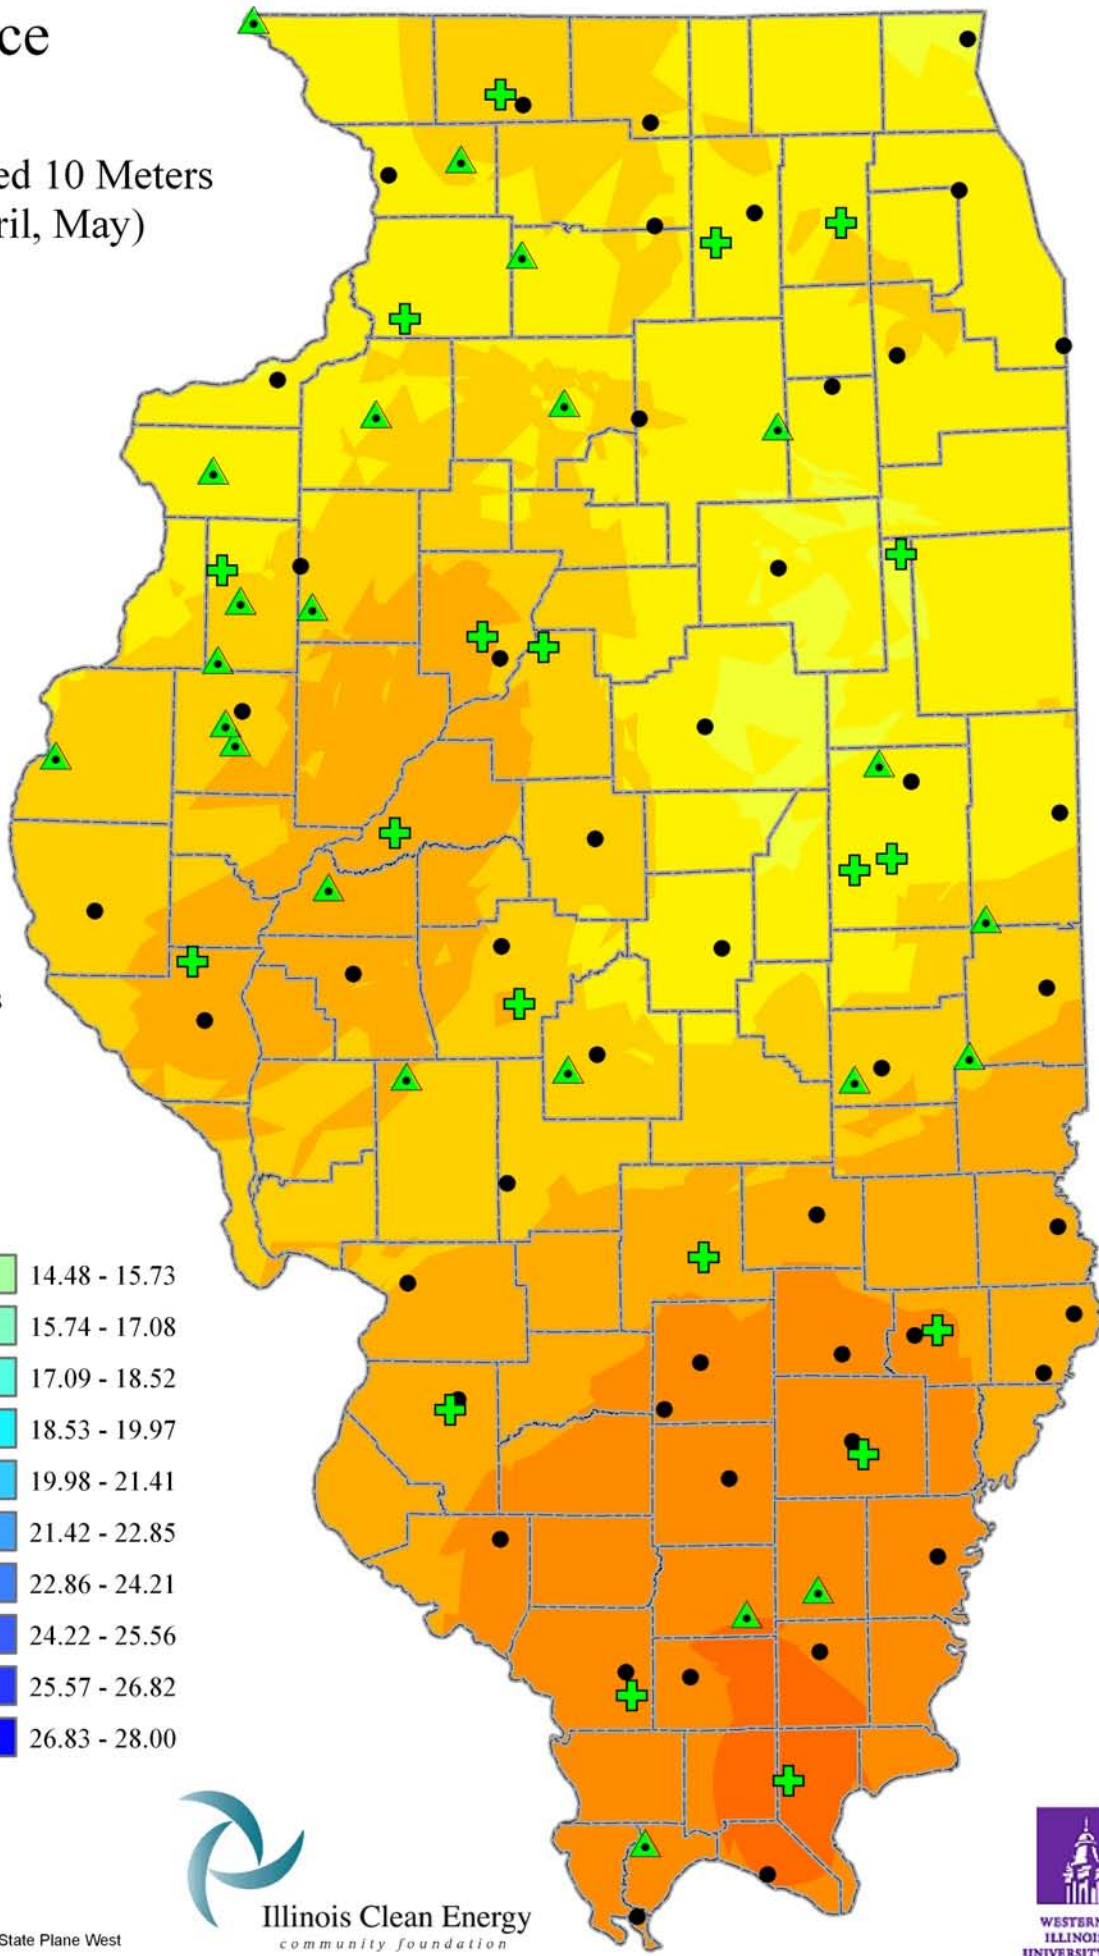 ce
ed 10 Meters
ril, May)
s
14.48 - 15.73
15.74 - 17.08
17.09 - 18.52
18.53 - 19.97
19.98 - 21.41
21.42 - 22.85
22.86 - 24.21
24.22 - 25.56
25.57 - 26.82
26.83 - 28.00
Illinois Clean Energy
community foundation
State Plane West
WESTERN
ILLINOIS
UNIVERSITY